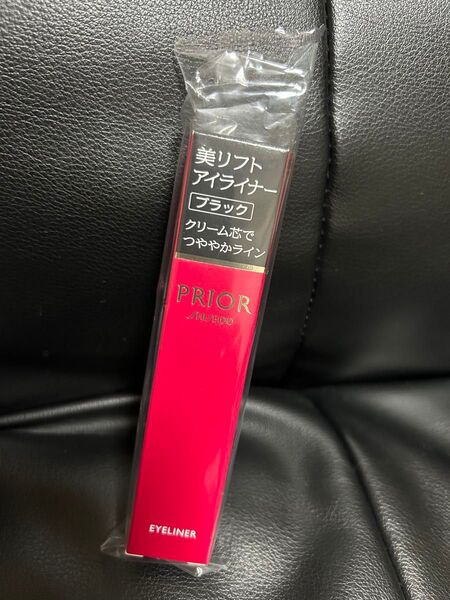 美リフト
アイライナー
ブラック
クリーム芯で
つややかライン
PRIOR
SHISEIDO
EYELINER